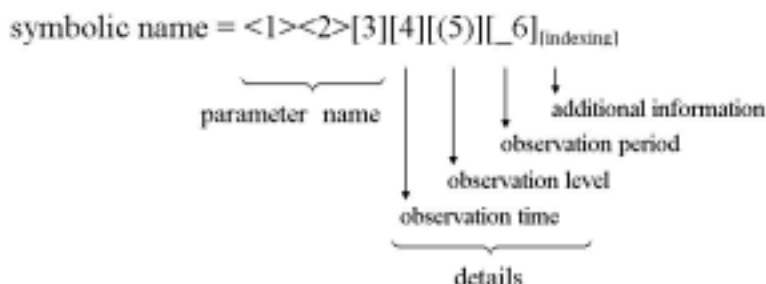 symbolic name = <1><2>[3][4][(5)][_6][indexing]
parameter name
additional information
observation period
observation level
observation time
details